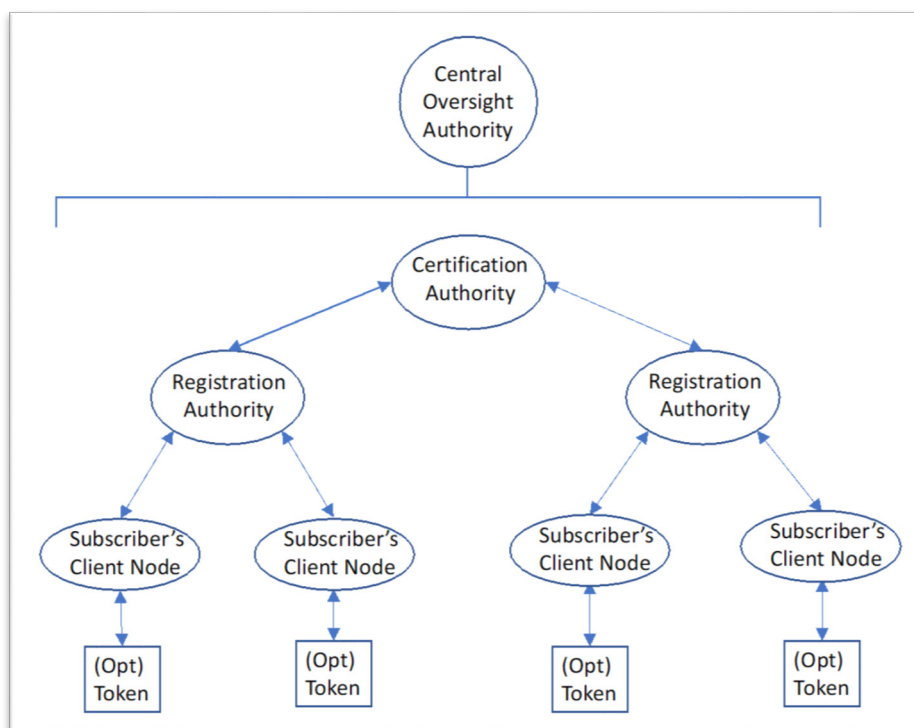 Central
Oversight
Authority
Certification
Authority
Registration
Authority
Registration
Authority
Subscriber’s
Client Node
Subscriber’s
Client Node
Subscriber’s
Client Node
Subscriber’s
Client Node
(Opt)
Token
(Opt)
Token
(Opt)
Token
(Opt)
Token